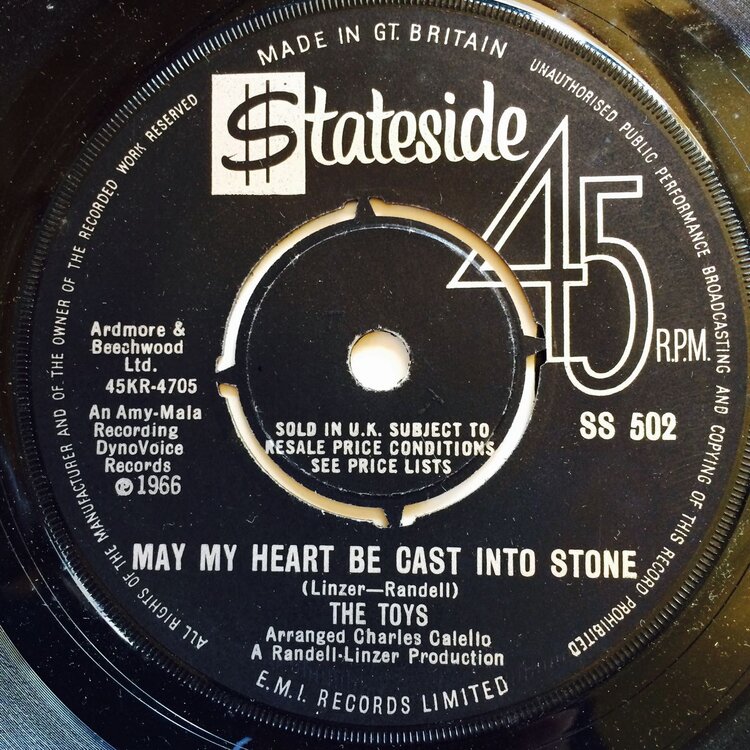 MADE IN GT. BRITAIN
UNAUTHORISED PUBLIC PERFORMANCE BROADCASTING AND COPYING OF THIS RECORD PROHIBITED
ALL RIGHTS OF THE MANUFACTURER AND OF THE OWNER OF THE RECORDED WORK RESERVED
$tateside
45 R.P.M.
Ardmore &
Beechwood
Ltd.
45KR-4705
SS 502
An Amy-Mala
Recording
DynoVoice
Records
℗ 1966
SOLD IN U.K. SUBJECT TO
RESALE PRICE CONDITIONS
SEE PRICE LISTS
MAY MY HEART BE CAST INTO STONE
(Linzer—Randell)
THE TOYS
Arranged Charles Calello
A Randell-Linzer Production
E.M.I. RECORDS LIMITED